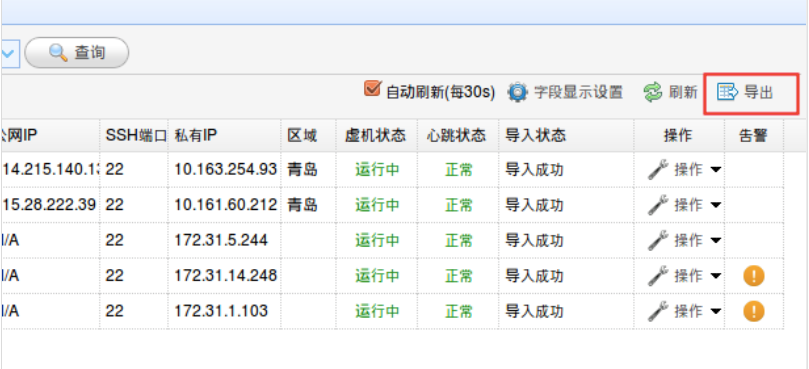 查询
自动刷新(每30s) 字段显示设置 刷新 导出
网IP SSH端口 私有IP 区域 虚机状态 心跳状态 导入状态 操作 告警
14.215.140.1 22 10.163.254.93 青岛 运行中 正常 导入成功 操作
15.28.222.39 22 10.161.60.212 青岛 运行中 正常 导入成功 操作
/A 22 172.31.5.244 运行中 正常 导入成功 操作
/A 22 172.31.14.248 运行中 正常 导入成功 操作
/A 22 172.31.1.103 运行中 正常 导入成功 操作